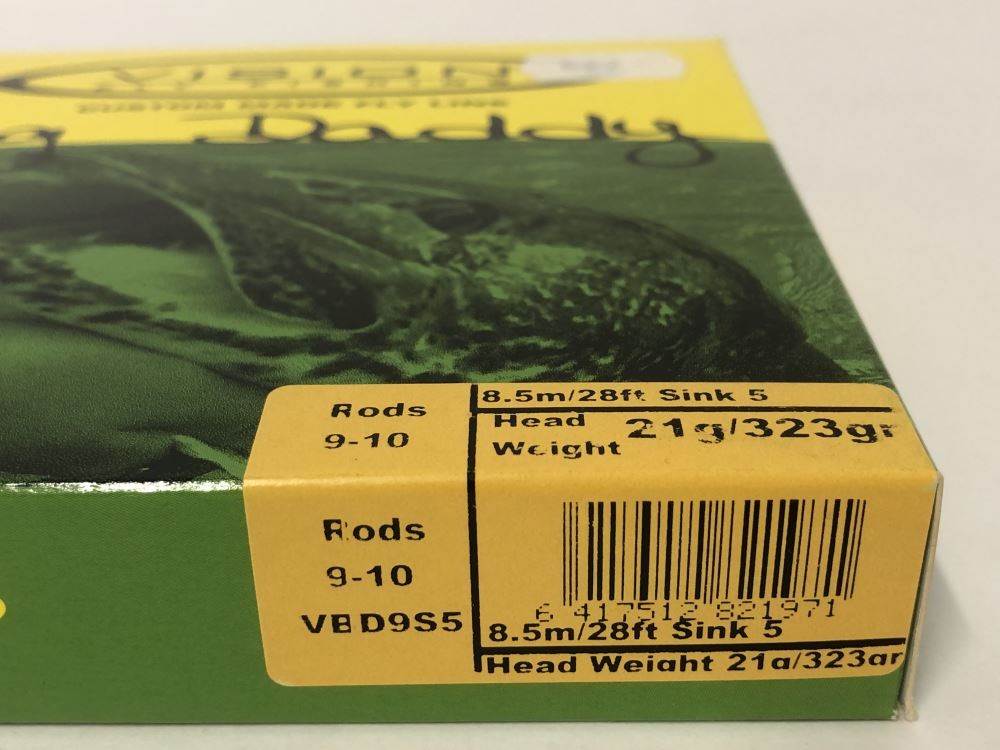 VISION
CUSTOM MADE FLY LINE
g Daddy
Rods
9-10
8.5m/28ft Sink 5
Head
Weight
21g/323gr
Rods
9-10
VBD9S5
6 417512 821971
8.5m/28ft Sink 5
Head Weight 21g/323gr